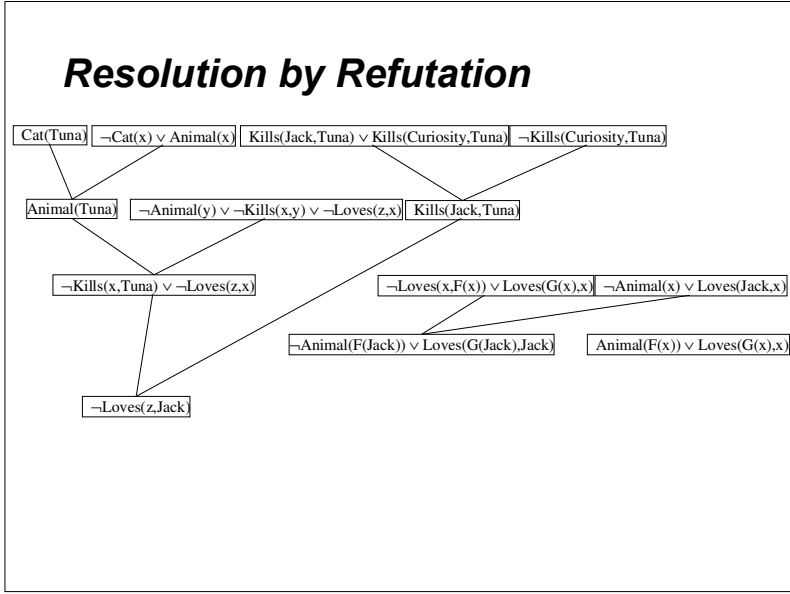 Resolution by Refutation
Cat(Tuna) ¬Cat(x) ∨ Animal(x) Kills(Jack,Tuna) ∨ Kills(Curiosity,Tuna) ¬Kills(Curiosity,Tuna)
Animal(Tuna) ¬Animal(y) ∨ ¬Kills(x,y) ∨ ¬Loves(z,x) Kills(Jack,Tuna)
¬Kills(x,Tuna) ∨ ¬Loves(z,x) ¬Loves(x,F(x)) ∨ Loves(G(x),x) ¬Animal(x) ∨ Loves(Jack,x)
¬Animal(F(Jack)) ∨ Loves(G(Jack),Jack) Animal(F(x)) ∨ Loves(G(x),x)
¬Loves(z,Jack)